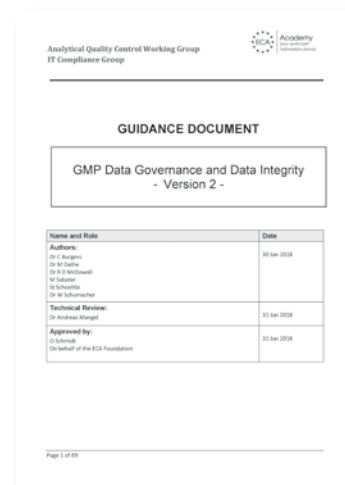 Analytical Quality Control Working Group
IT Compliance Group
ECA Academy
GUIDANCE DOCUMENT
GMP Data Governance and Data Integrity
- Version 2 -
Name and Role Date
Authors:
Dr C Burgess 30 Jan 2018
Dr M Dathe
Dr R D McDowall
M Sabater
St Schoettle
Dr W Schumacher
Technical Review:
Dr Andreas Mangel 31 Jan 2018
Approved by:
O Schmidt 31 Jan 2018
On behalf of the ECA Foundation
Page 1 of 89